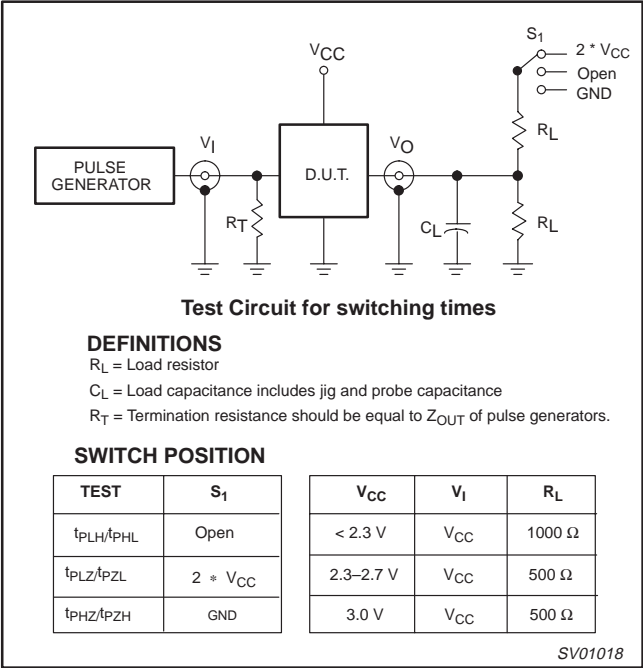 S1
2 * VCC
Open
GND
VCC
RL
VI
VO
PULSE
GENERATOR
D.U.T.
RT
CL
RL
Test Circuit for switching times
DEFINITIONS
RL = Load resistor
CL = Load capacitance includes jig and probe capacitance
RT = Termination resistance should be equal to ZOUT of pulse generators.
SWITCH POSITION
TEST S1
tPLH/tPHL Open
tPLZ/tPZL 2 * VCC
tPHZ/tPZH GND
VCC VI RL
< 2.3 V VCC 1000 Ω
2.3–2.7 V VCC 500 Ω
3.0 V VCC 500 Ω
SV01018